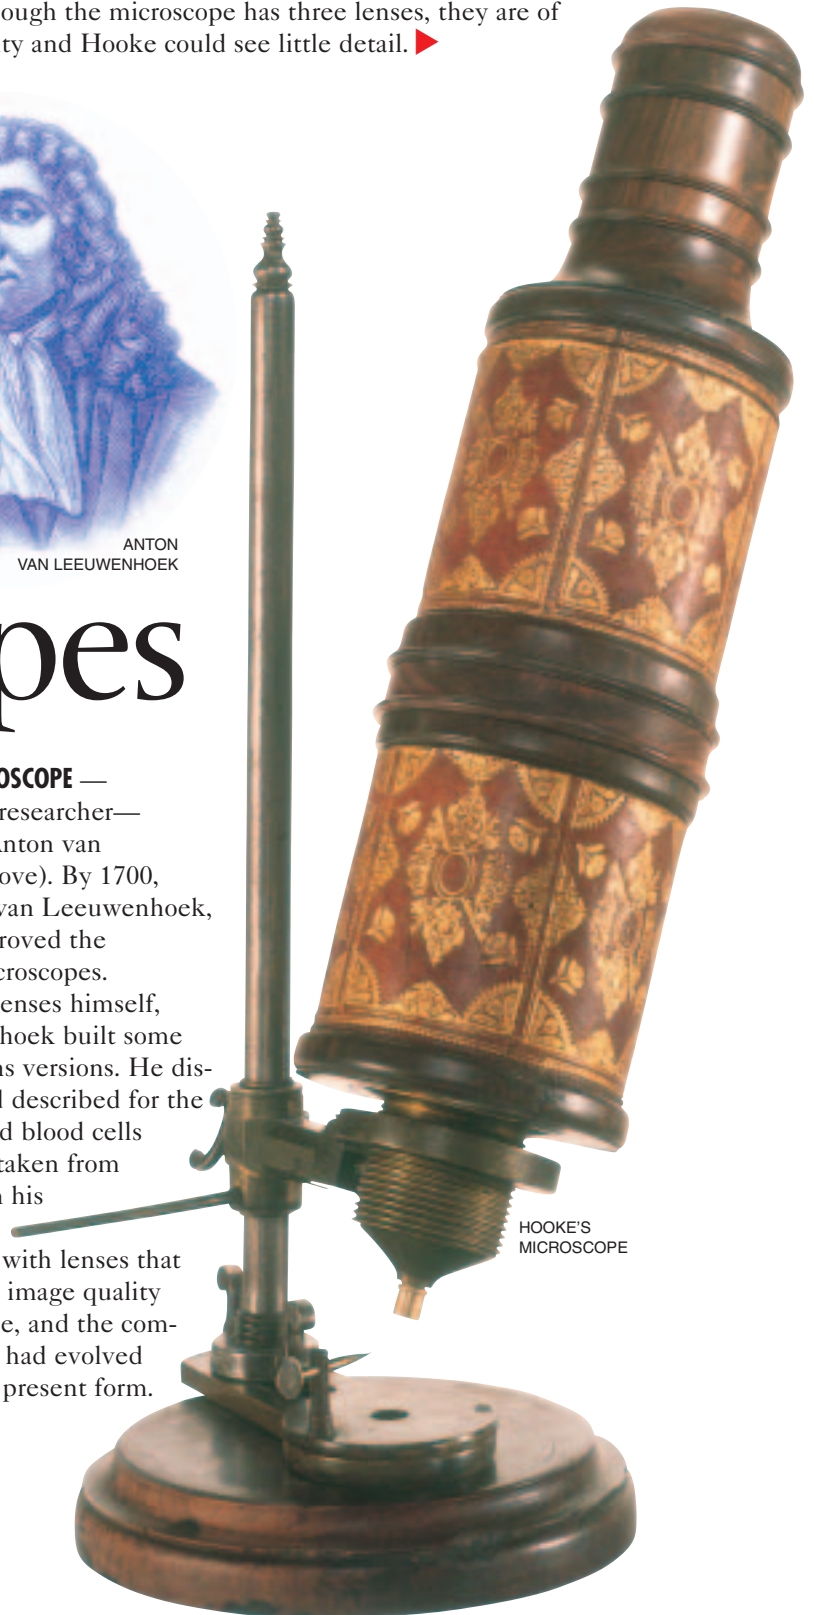 ough the microscope has three lenses, they are of
ty and Hooke could see little detail.
ANTON
VAN LEEUWENHOEK
pes
OSCOPE —
researcher—
Anton van
ove). By 1700,
van Leeuwenhoek,
roved the
croscopes.
enses himself,
hoek built some
ns versions. He dis-
d described for the
d blood cells
taken from
n his
with lenses that
image quality
e, and the com-
had evolved
present form.
HOOKE'S
MICROSCOPE